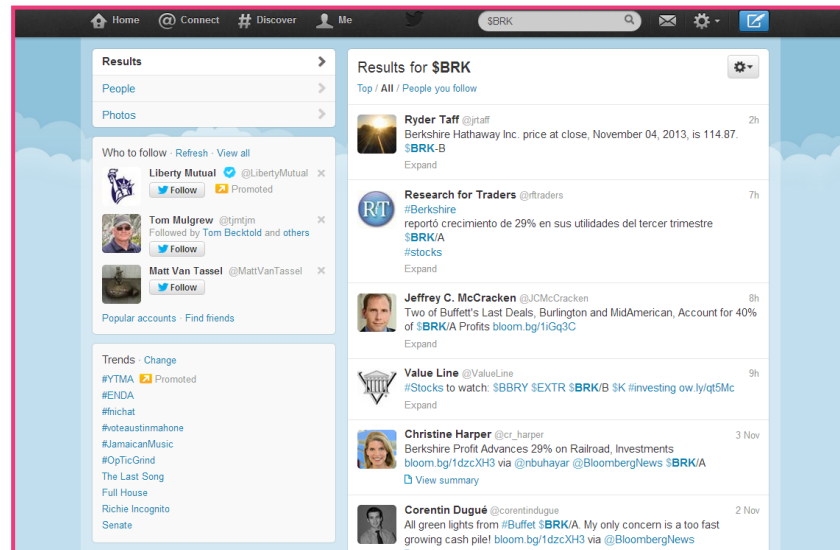 Home @ Connect # Discover Me $BRK
Results
People
Photos
Who to follow · Refresh · View all
Liberty Mutual @LibertyMutual ×
Follow Promoted
Tom Mulgrew @tjmtjm ×
Followed by Tom Becktold and others
Follow
Matt Van Tassel @MattVanTassel ×
Follow
Popular accounts · Find friends
Trends · Change
#YTMA Promoted
#ENDA
#fnichat
#voteaustinmahone
#JamaicanMusic
#OpTicGrind
The Last Song
Full House
Richie Incognito
Senate
Results for $BRK
Top / All / People you follow
Ryder Taff @jrtaff 2h
Berkshire Hathaway Inc. price at close, November 04, 2013, is 114.87.
$BRK-B
Expand
R/T
Research for Traders @rftraders 7h
#Berkshire
reportó crecimiento de 29% en sus utilidades del tercer trimestre
$BRK/A
#stocks
Expand
Jeffrey C. McCracken @JCMcCracken 8h
Two of Buffett's Last Deals, Burlington and MidAmerican, Account for 40%
of $BRK/A Profits bloom.bg/1iGq3C
Expand
Value Line @ValueLine 9h
#Stocks to watch: $BBRY $EXTR $BRK/B $K #investing ow.ly/qt5Mc
Expand
Christine Harper @cr_harper 3 Nov
Berkshire Profit Advances 29% on Railroad, Investments
bloom.bg/1dzcXH3 via @nbuhayar @BloombergNews $BRK/A
View summary
Corentin Dugué @corentindugue 2 Nov
All green lights from #Buffet $BRK/A. My only concern is a too fast
growing cash pile! bloom.bg/1dzcXH3 via @BloombergNews